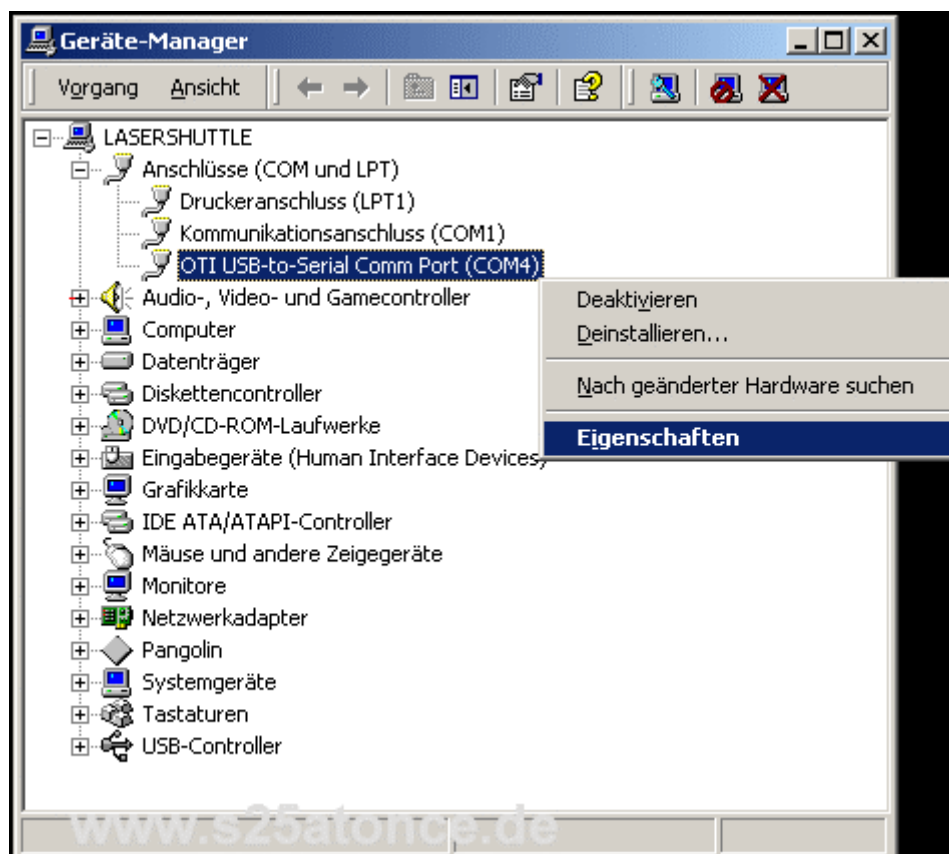 Geräte-Manager
Vorgang Ansicht
LASERSHUTTLE
Anschlüsse (COM und LPT)
Druckeranschluss (LPT1)
Kommunikationsanschluss (COM1)
OTI USB-to-Serial Comm Port (COM4)
Audio-, Video- und Gamecontroller
Computer
Datenträger
Diskettencontroller
DVD/CD-ROM-Laufwerke
Eingabegeräte (Human Interface Devices)
Grafikkarte
IDE ATA/ATAPI-Controller
Mäuse und andere Zeigegeräte
Monitore
Netzwerkadapter
Pangolin
Systemgeräte
Tastaturen
USB-Controller
Deaktivieren
Deinstallieren...
Nach geänderter Hardware suchen
Eigenschaften
www.s25atonce.de